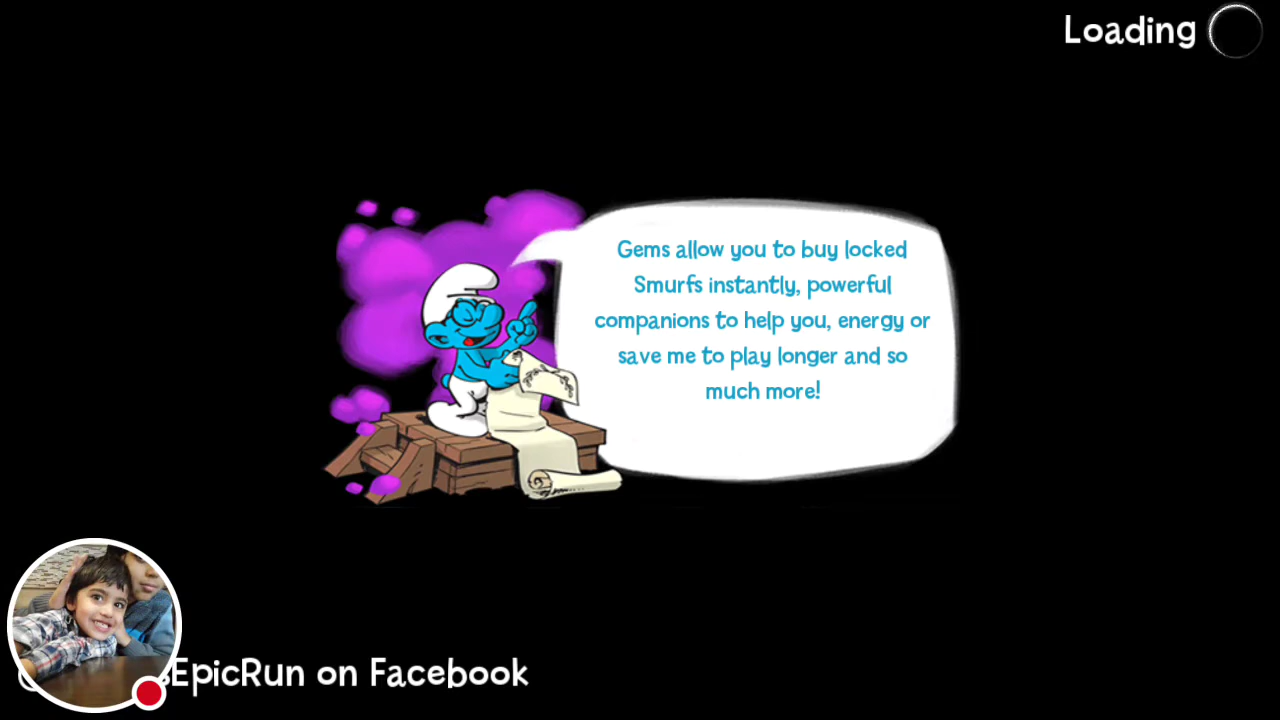 Loading
Gems allow you to buy locked
Smurfs instantly, powerful
companions to help you, energy or
save me to play longer and so
much more!
EpicRun on Facebook